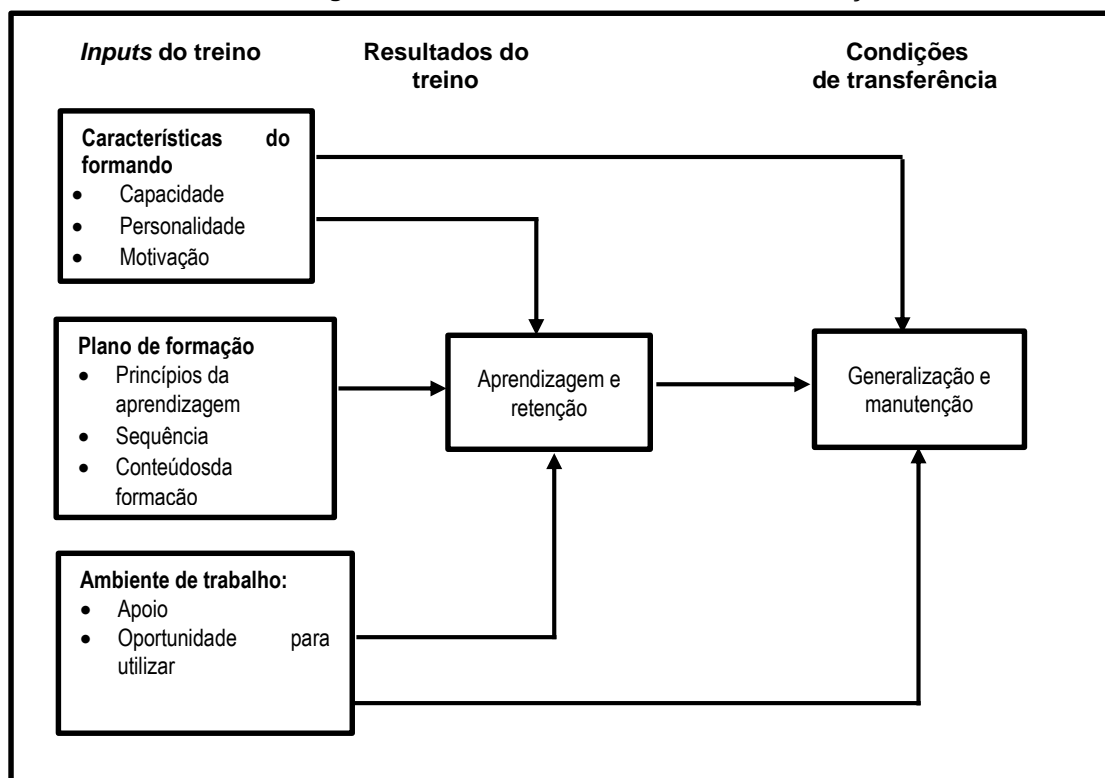 Inputs do treino
Resultados do
treino
Condições
de transferência
Características do
formando
• Capacidade
• Personalidade
• Motivação
Plano de formação
• Princípios da
aprendizagem
• Sequência
• Conteúdosda
formacão
Ambiente de trabalho:
• Apoio
• Oportunidade para
utilizar
Aprendizagem e
retenção
Generalização e
manutenção